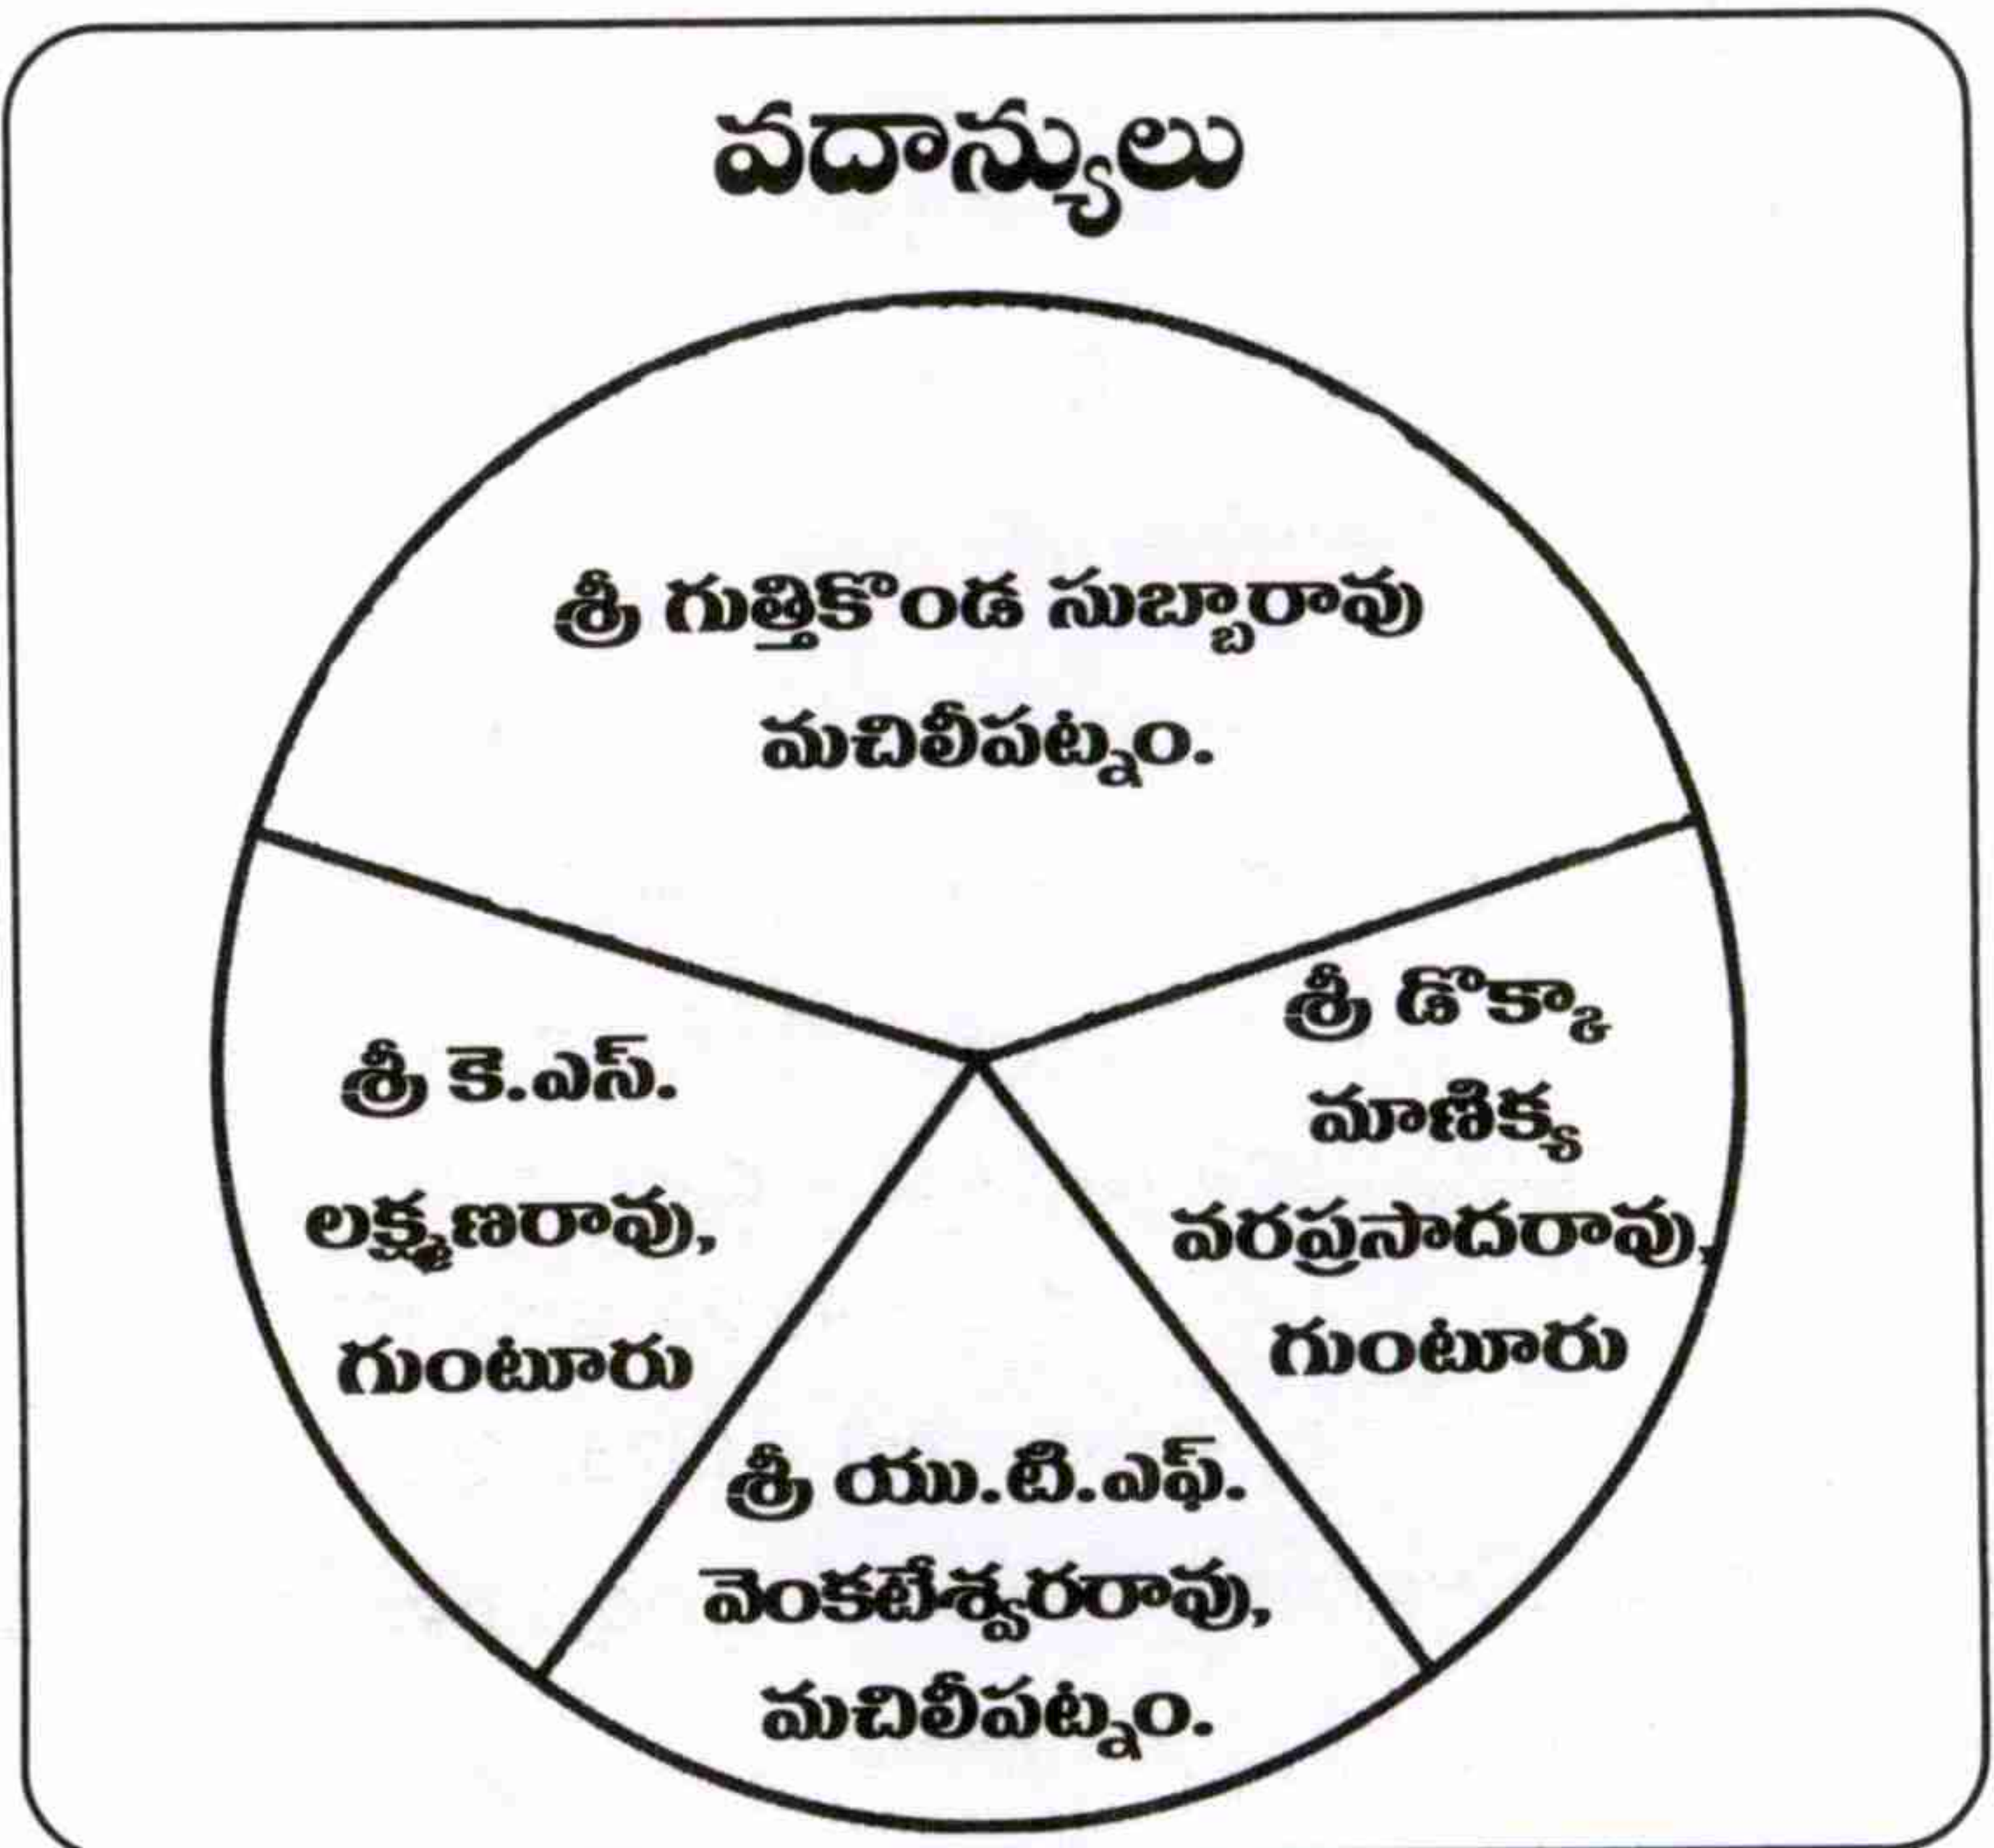 వదాన్యులు
శ్రీ గుత్తికొండ సుబ్బారావు
మచిలీపట్నం.
శ్రీ డొక్కా
మాణిక్య
వరప్రసాదరావు,
గుంటూరు
శ్రీ కె.ఎస్.
లక్ష్మణరావు,
గుంటూరు
శ్రీ యు.టి.ఎఫ్.
వెంకటేశ్వరరావు,
మచిలీపట్నం.